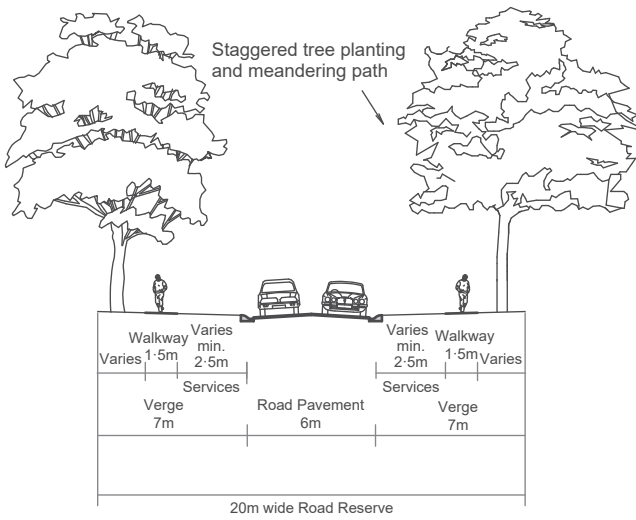 Staggered tree planting
and meandering path
Varies
Walkway
1·5m
Varies
min.
2·5m
Services
Varies
min.
2·5m
Services
Walkway
1·5m
Varies
Verge
7m
Road Pavement
6m
Verge
7m
20m wide Road Reserve